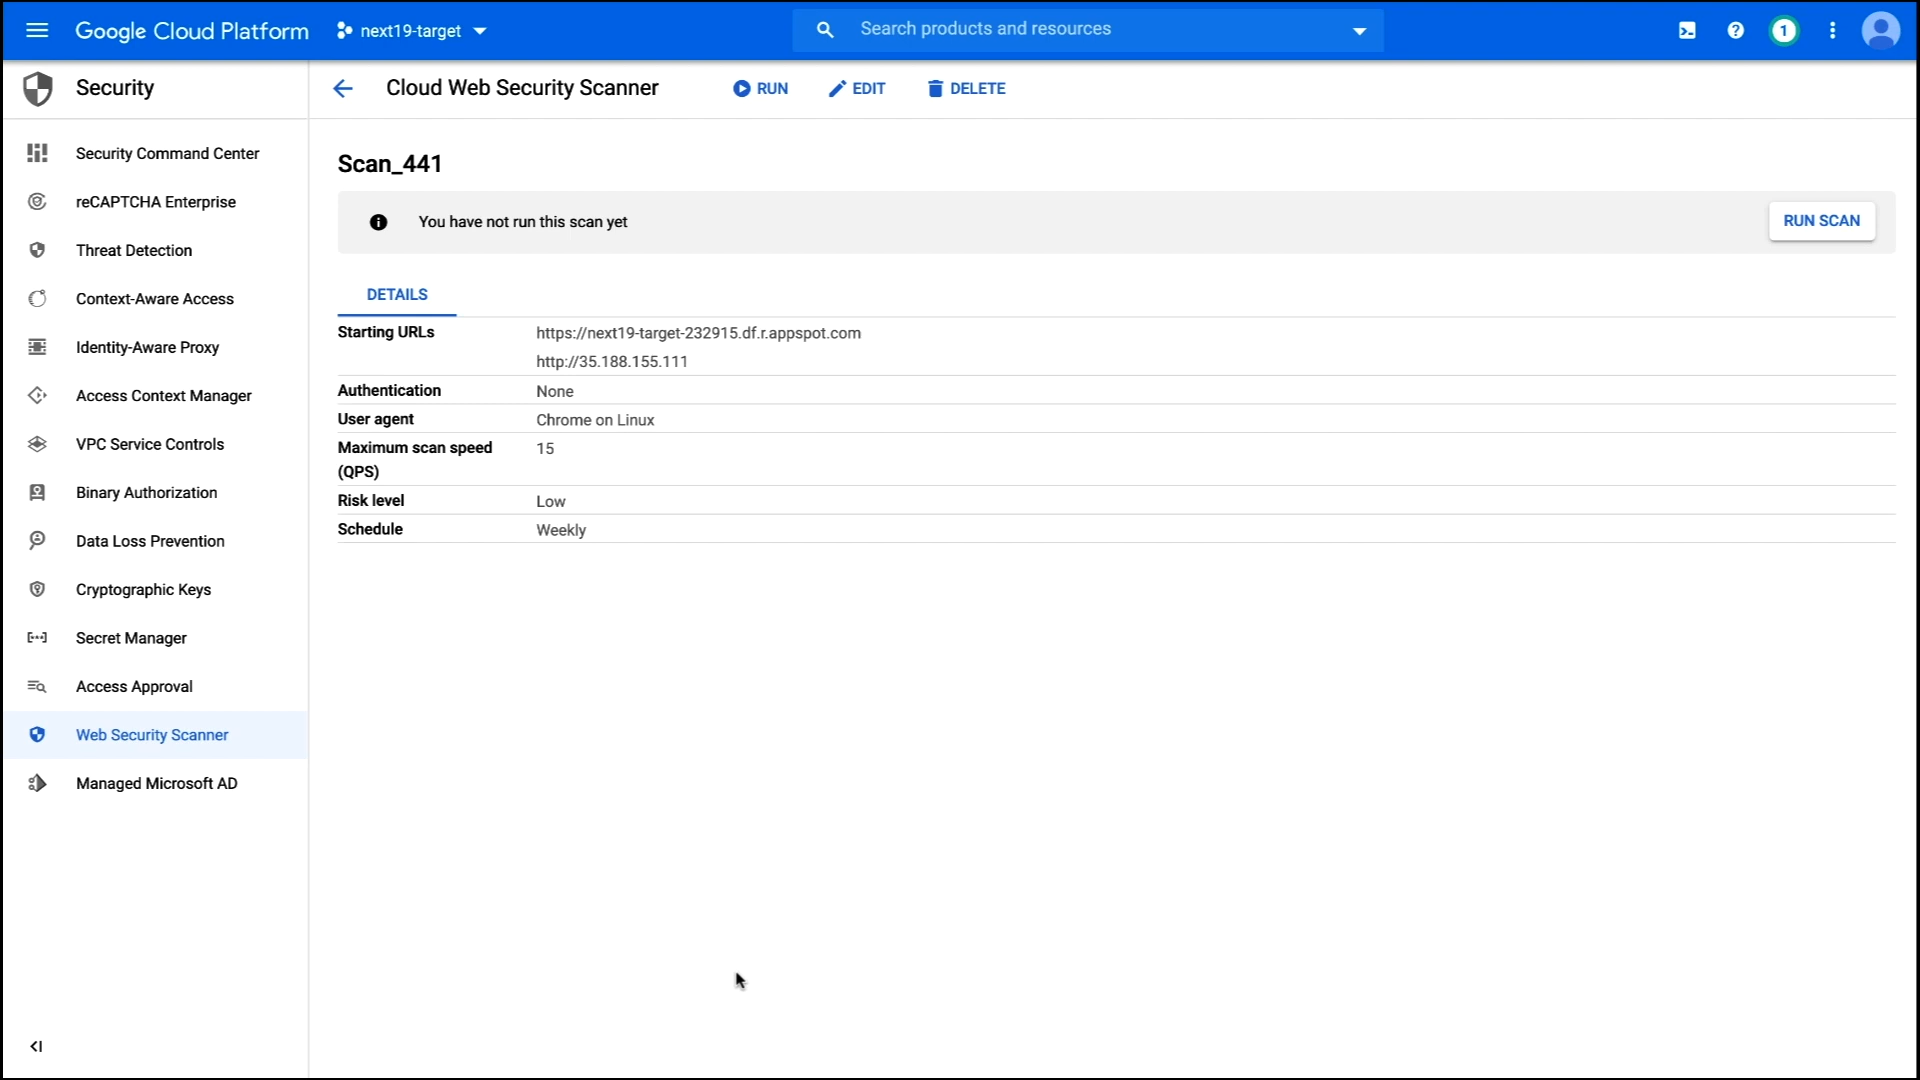 Google Cloud Platform
next19-target
Search products and resources
1
Security
Cloud Web Security Scanner
RUN
EDIT
DELETE
Security Command Center
reCAPTCHA Enterprise
Threat Detection
Context-Aware Access
Identity-Aware Proxy
Access Context Manager
VPC Service Controls
Binary Authorization
Data Loss Prevention
Cryptographic Keys
Secret Manager
Access Approval
Web Security Scanner
Managed Microsoft AD
Scan_441
You have not run this scan yet
RUN SCAN
DETAILS
Starting URLs https://next19-target-232915.df.r.appspot.com
http://35.188.155.111
Authentication None
User agent Chrome on Linux
Maximum scan speed 15
(QPS)
Risk level Low
Schedule Weekly